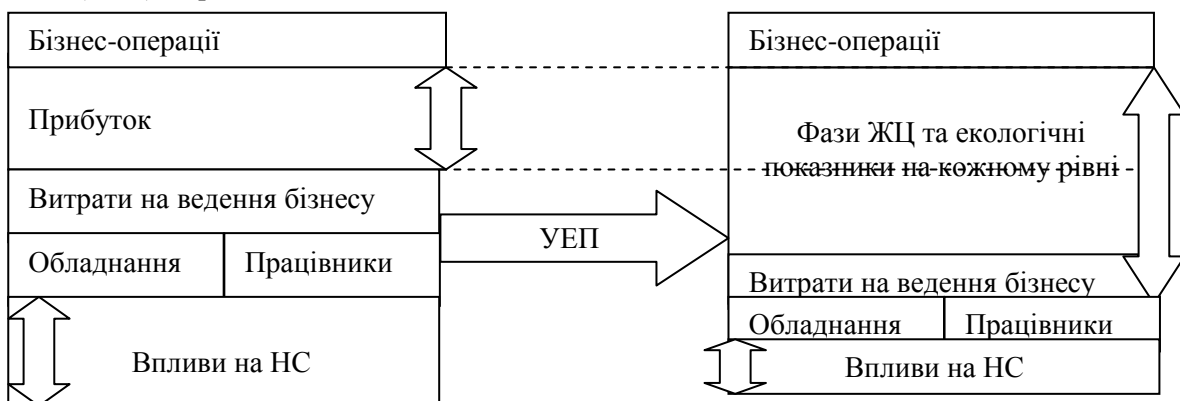 Бізнес-операції
Прибуток
Витрати на ведення бізнесу
Обладнання
Працівники
Впливи на НС
УЕП
Бізнес-операції
Фази ЖЦ та екологічні
показники на кожному рівні
Витрати на ведення бізнесу
Обладнання
Працівники
Впливи на НС